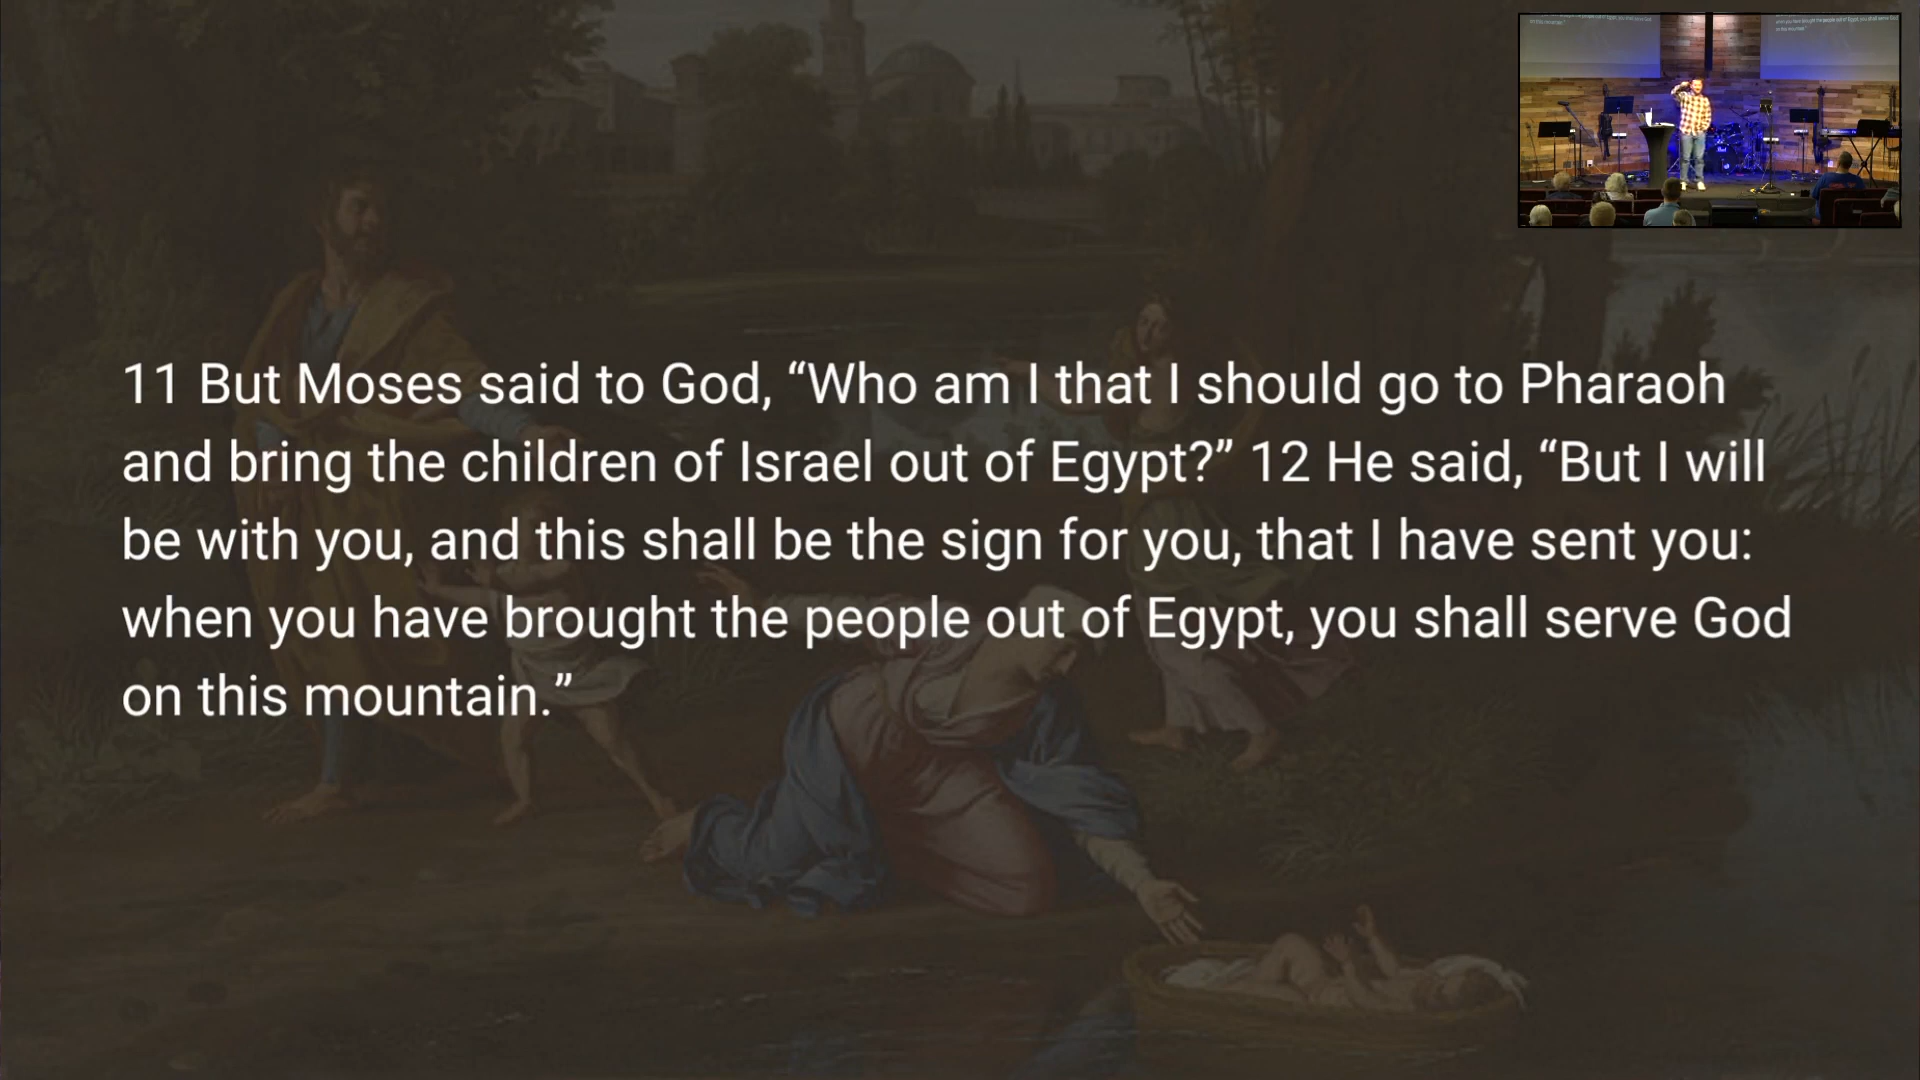 11 But Moses said to God, “Who am I that I should go to Pharaoh
and bring the children of Israel out of Egypt?” 12 He said, “But I will
be with you, and this shall be the sign for you, that I have sent you:
when you have brought the people out of Egypt, you shall serve God
on this mountain.”